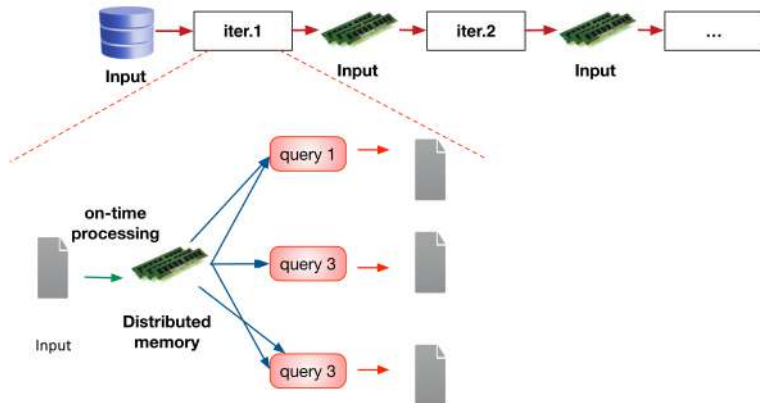 iter.1
iter.2
...
Input
Input
Input
query 1
on-time
processing
query 3
Distributed
memory
Input
query 3